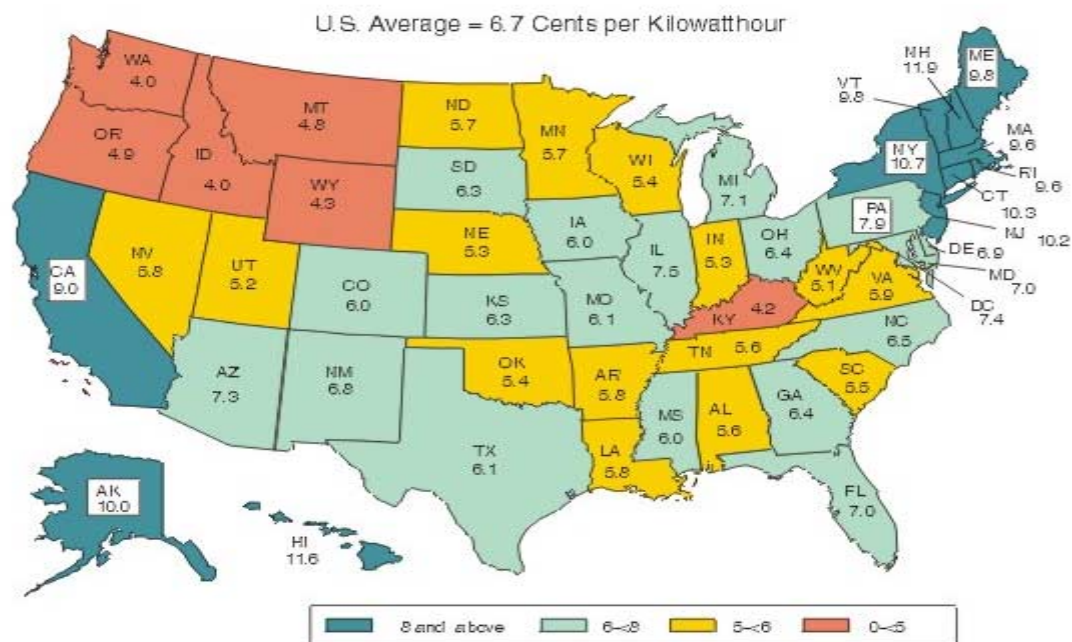 U.S. Average = 6.7 Cents per Kilowatthour
WA
4.0
MT
4.8
ND
5.7
MN
5.7
OR
4.9
ID
4.0
WY
4.3
SD
6.3
WI
5.4
MI
7.1
VT
9.8
NH
11.9
ME
9.8
MA
9.6
RI
9.6
CT
10.3
NY
10.7
NJ 10.2
PA
7.9
DE 6.9
MD
7.0
DC
7.4
CA
9.0
NV
5.8
UT
5.2
CO
6.0
NE
5.3
KS
6.3
IA
6.0
MO
6.1
IL
7.5
IN
5.3
OH
6.4
WV
5.1
VA
5.9
KY 4.2
NC
6.5
TN 5.6
SC
5.5
AZ
7.3
NM
6.8
OK
5.4
AR
5.8
MS
6.0
AL
5.6
GA
6.4
TX
6.1
LA
5.8
FL
7.0
AK
10.0
HI
11.6
8 and above
6-<8
5-<6
0-<5